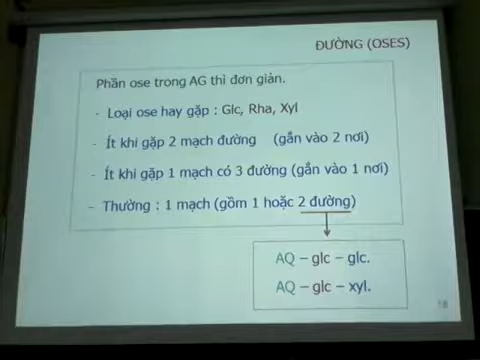 ĐƯỜNG (OSES)
Phần ose trong AG thì đơn giản.
- Loại ose hay gặp : Glc, Rha, Xyl
- Ít khi gặp 2 mạch đường (gắn vào 2 nơi)
- Ít khi gặp 1 mạch có 3 đường (gắn vào 1 nơi)
- Thường : 1 mạch (gồm 1 hoặc 2 đường)
AQ – glc – glc.
AQ – glc – xyl.